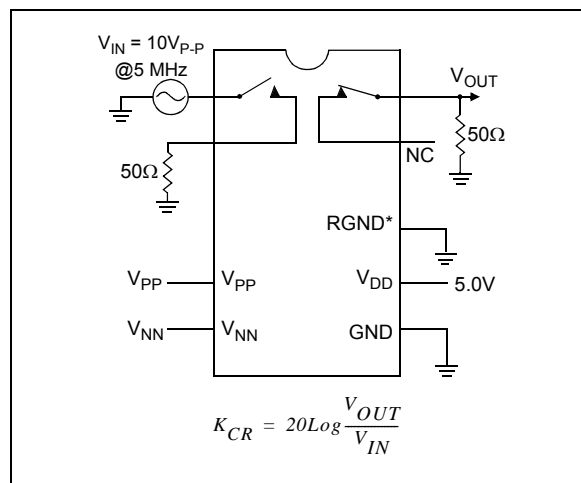 V_IN = 10V_P-P
@5 MHz
V_OUT
50Ω
50Ω
NC
RGND*
V_PP V_PP V_DD 5.0V
V_NN V_NN GND
K_CR = 20Log V_OUT / V_IN